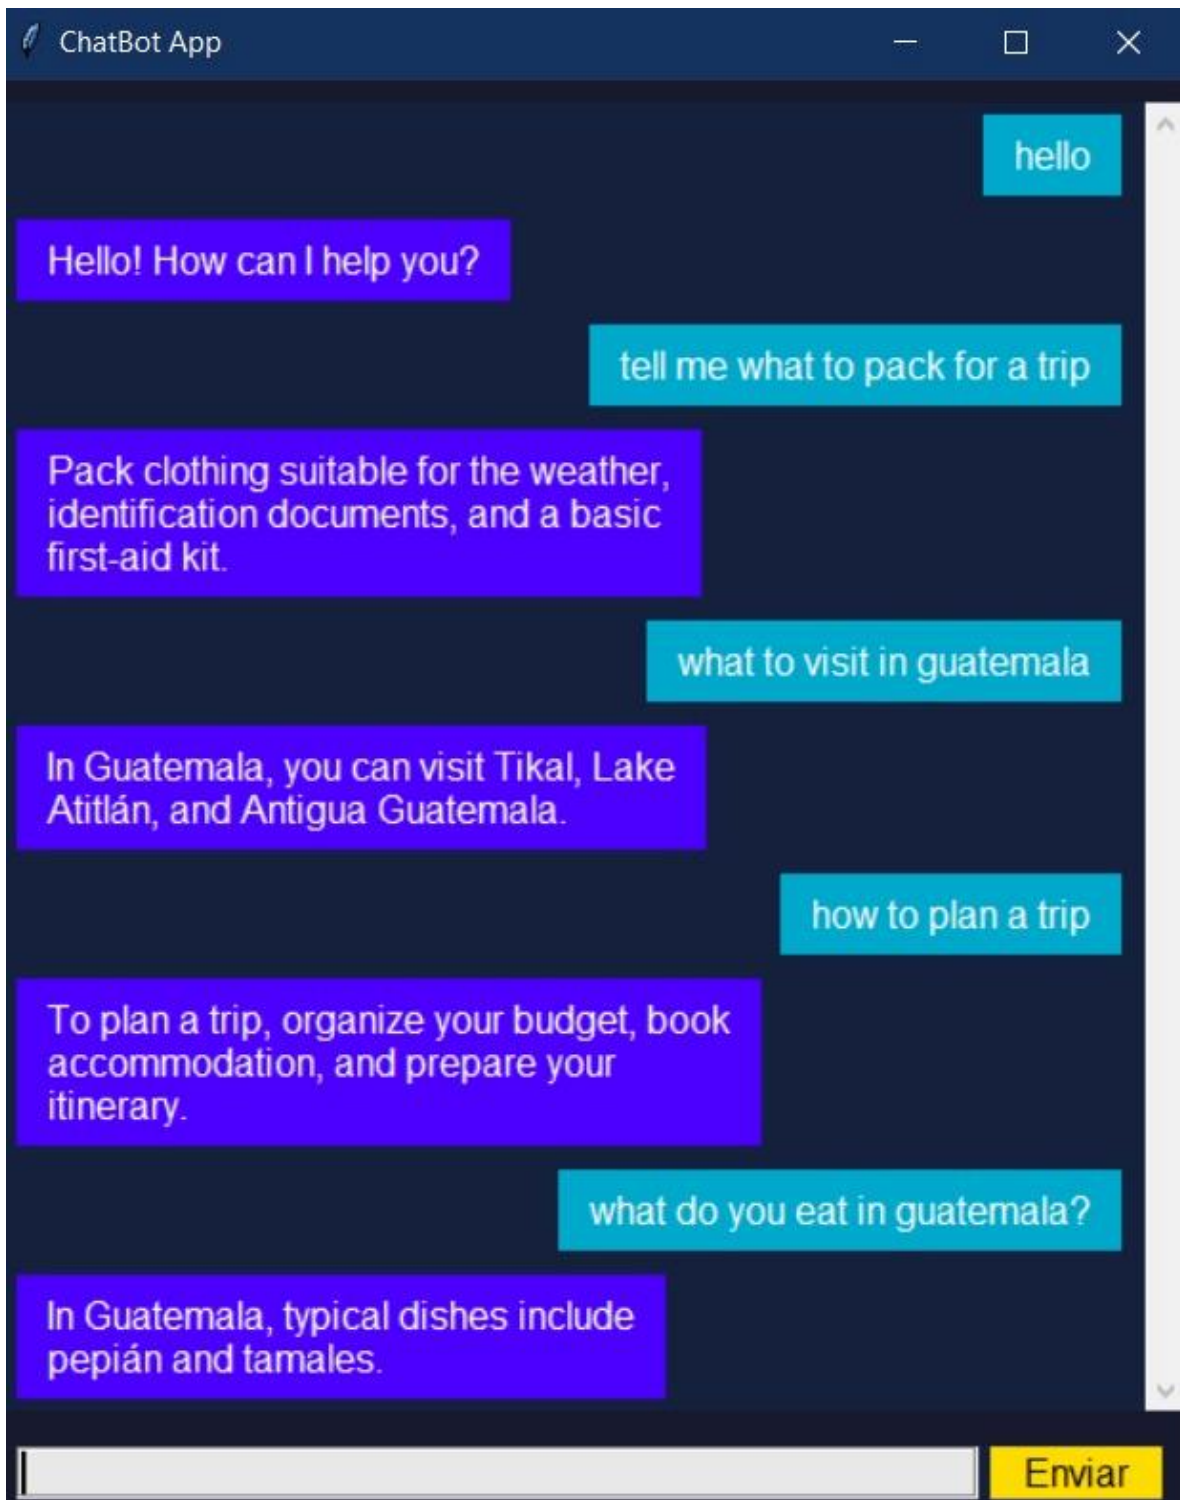 ChatBot App
hello
Hello! How can I help you?
tell me what to pack for a trip
Pack clothing suitable for the weather,
identification documents, and a basic
first-aid kit.
what to visit in guatemala
In Guatemala, you can visit Tikal, Lake
Atitlán, and Antigua Guatemala.
how to plan a trip
To plan a trip, organize your budget, book
accommodation, and prepare your
itinerary.
what do you eat in guatemala?
In Guatemala, typical dishes include
pepián and tamales.
Enviar